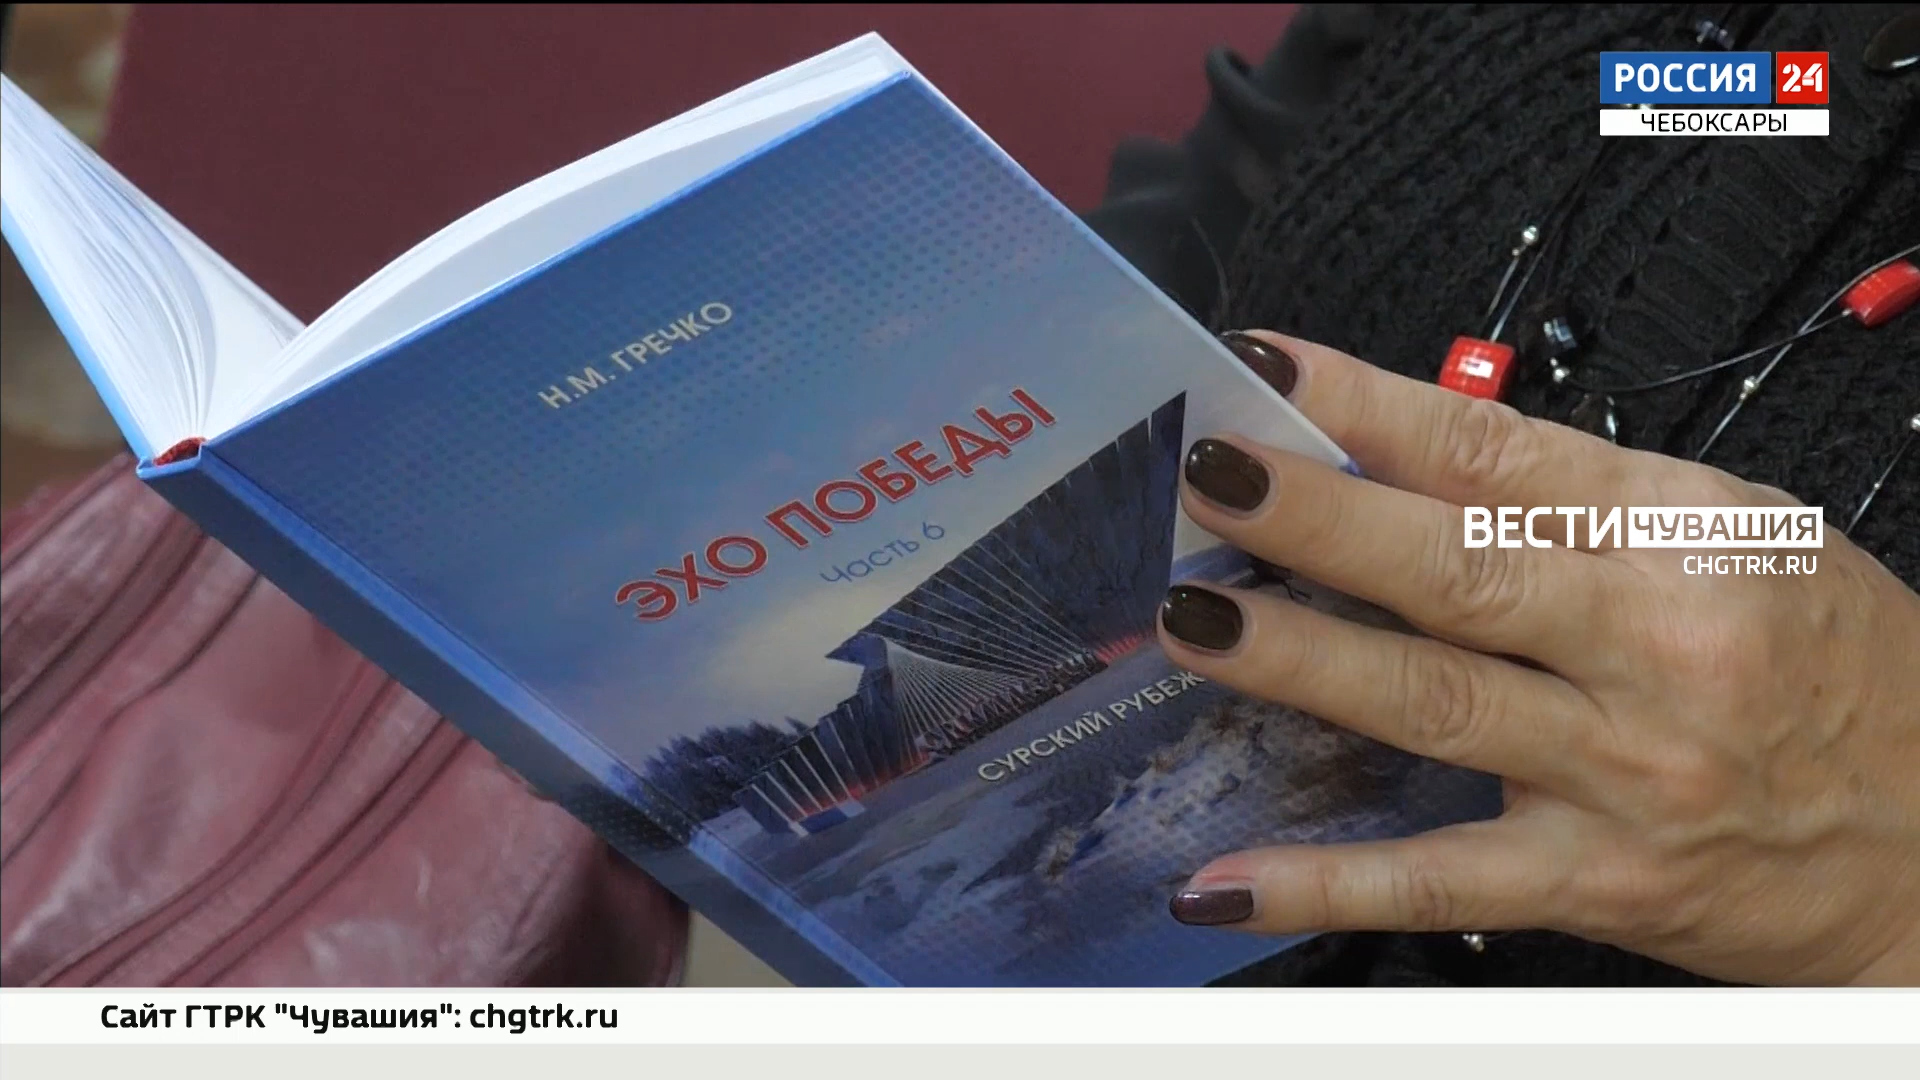 РОССИЯ 24
ЧЕБОКСАРЫ
Н.М. ГРЕЧКО
ЭХО ПОБЕДЫ
часть 6
СУРСКИЙ РУБЕЖ
ВЕСТИ ЧУВАШИЯ
CHGTRK.RU
Сайт ГТРК "Чувашия": chgtrk.ru